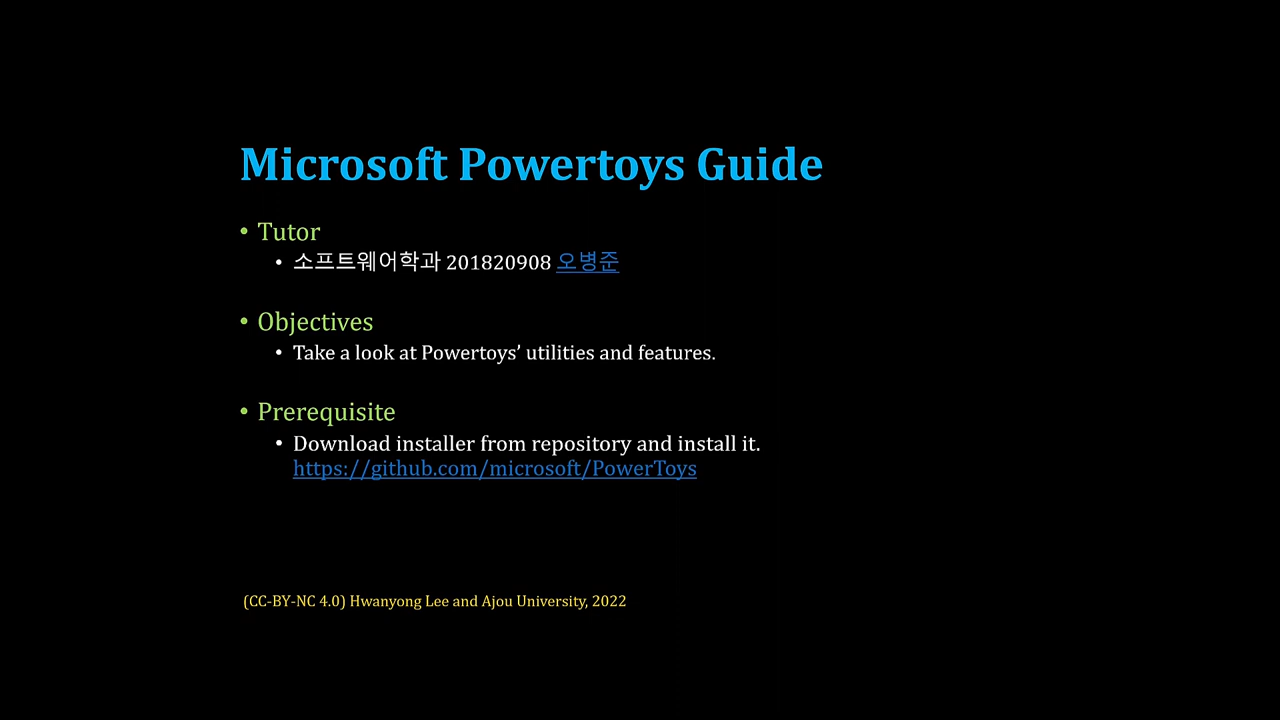 Microsoft Powertoys Guide
• Tutor
• 소프트웨어학과 201820908 오병준
• Objectives
• Take a look at Powertoys’ utilities and features.
• Prerequisite
• Download installer from repository and install it.
https://github.com/microsoft/PowerToys
(CC-BY-NC 4.0) Hwanyong Lee and Ajou University, 2022